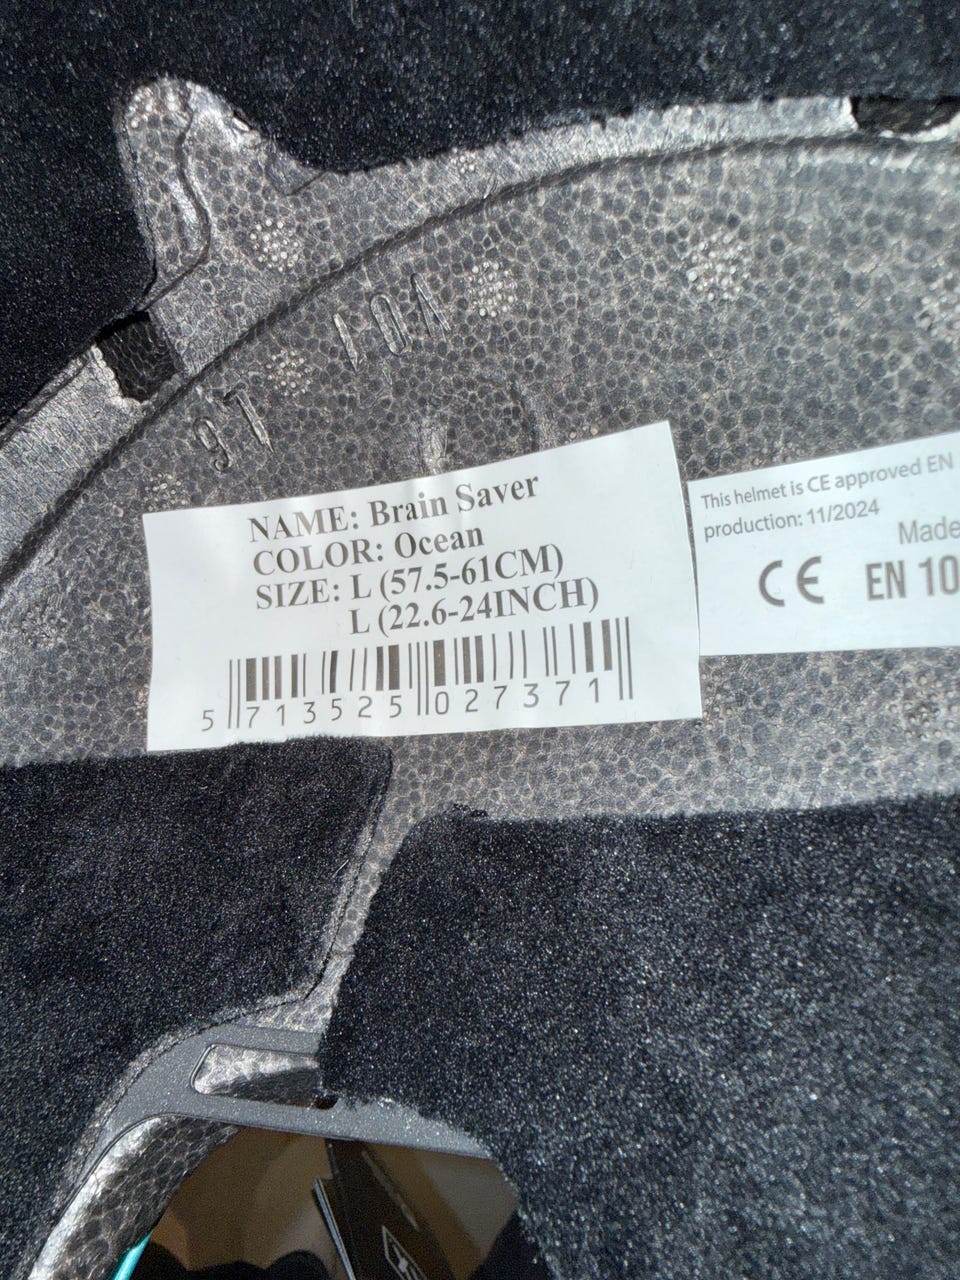 NAME: Brain Saver
COLOR: Ocean
SIZE: L (57.5-61CM)
L (22.6-24INCH)
5 713525 027371
This helmet is CE approved EN
production: 11/2024
Made
CE EN 10